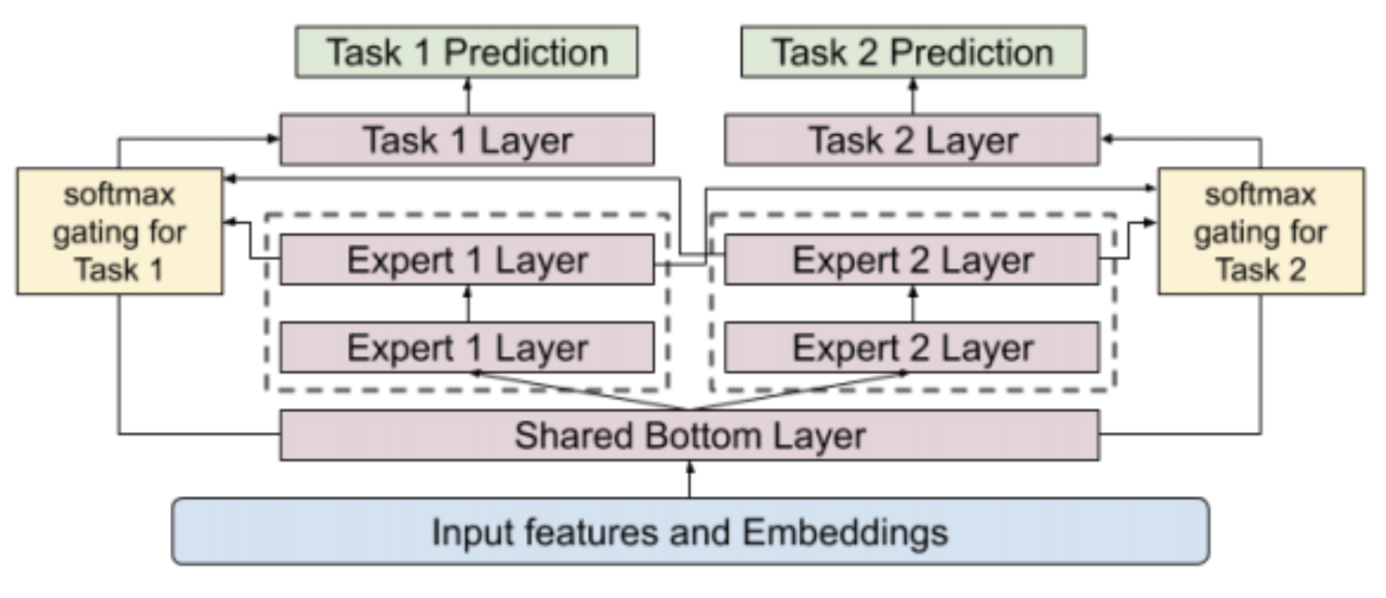 Task 1 Prediction
Task 2 Prediction
Task 1 Layer
Task 2 Layer
softmax
gating for
Task 1
Expert 1 Layer
Expert 2 Layer
softmax
gating for
Task 2
Expert 1 Layer
Expert 2 Layer
Shared Bottom Layer
Input features and Embeddings